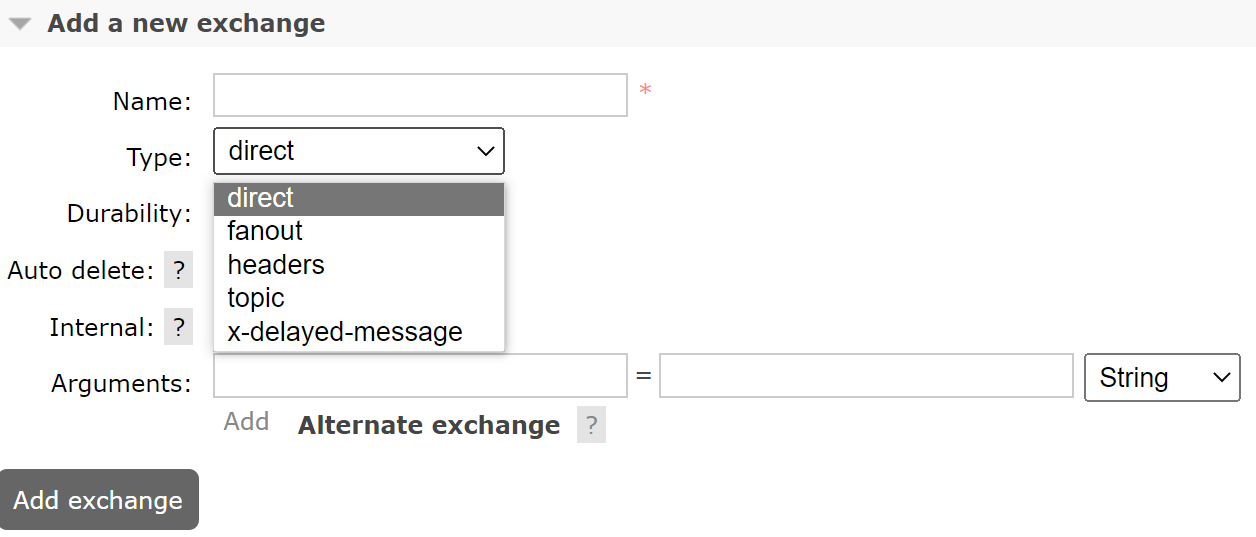 Add a new exchange
Name: *
Type: direct
direct
Durability:
fanout
headers
Auto delete: ?
topic
Internal: ?
x-delayed-message
Arguments: = String
Add Alternate exchange ?
Add exchange